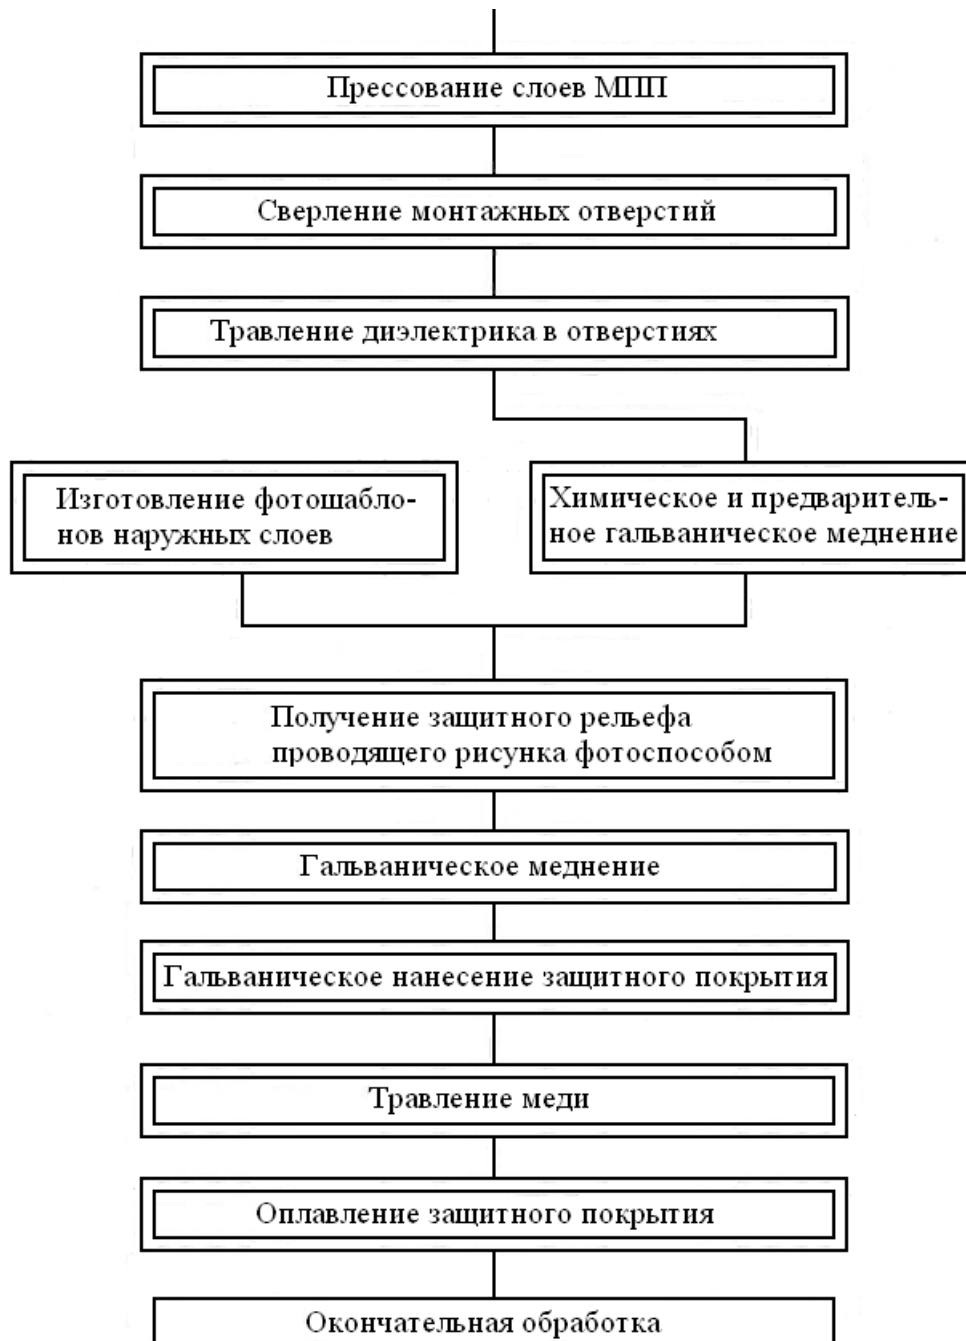 Прессование слоев МПП
Сверление монтажных отверстий
Травление диэлектрика в отверстиях
Изготовление фотошабло-
нов наружных слоев
Химическое и предваритель-
ное гальваническое меднение
Получение защитного рельефа
проводящего рисунка фотоспособом
Гальваническое меднение
Гальваническое нанесение защитного покрытия
Травление меди
Оплавление защитного покрытия
Окончательная обработка